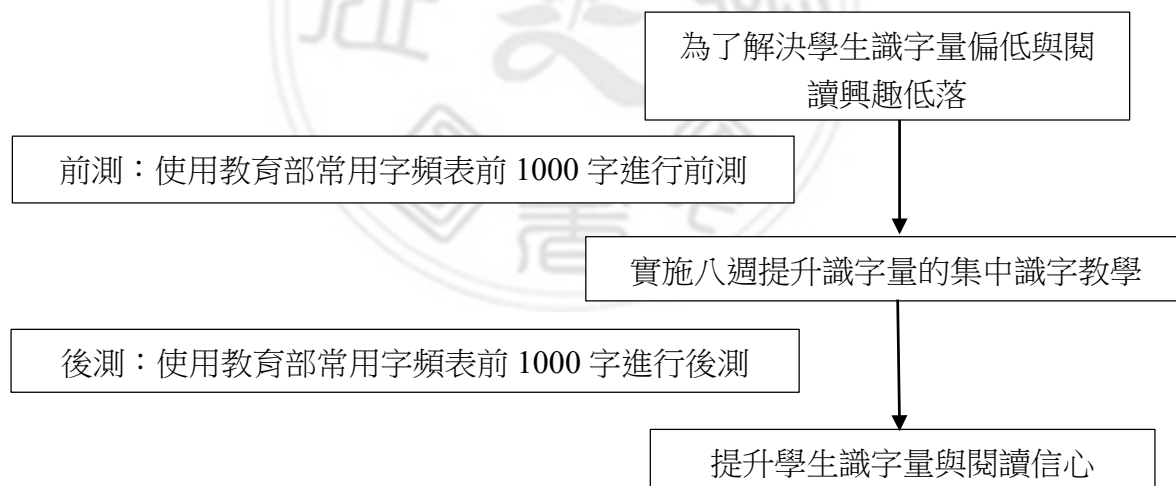 為了解決學生識字量偏低與閱
讀興趣低落
前測：使用教育部常用字頻表前 1000 字進行前測
實施八週提升識字量的集中識字教學
後測：使用教育部常用字頻表前 1000 字進行後測
提升學生識字量與閱讀信心